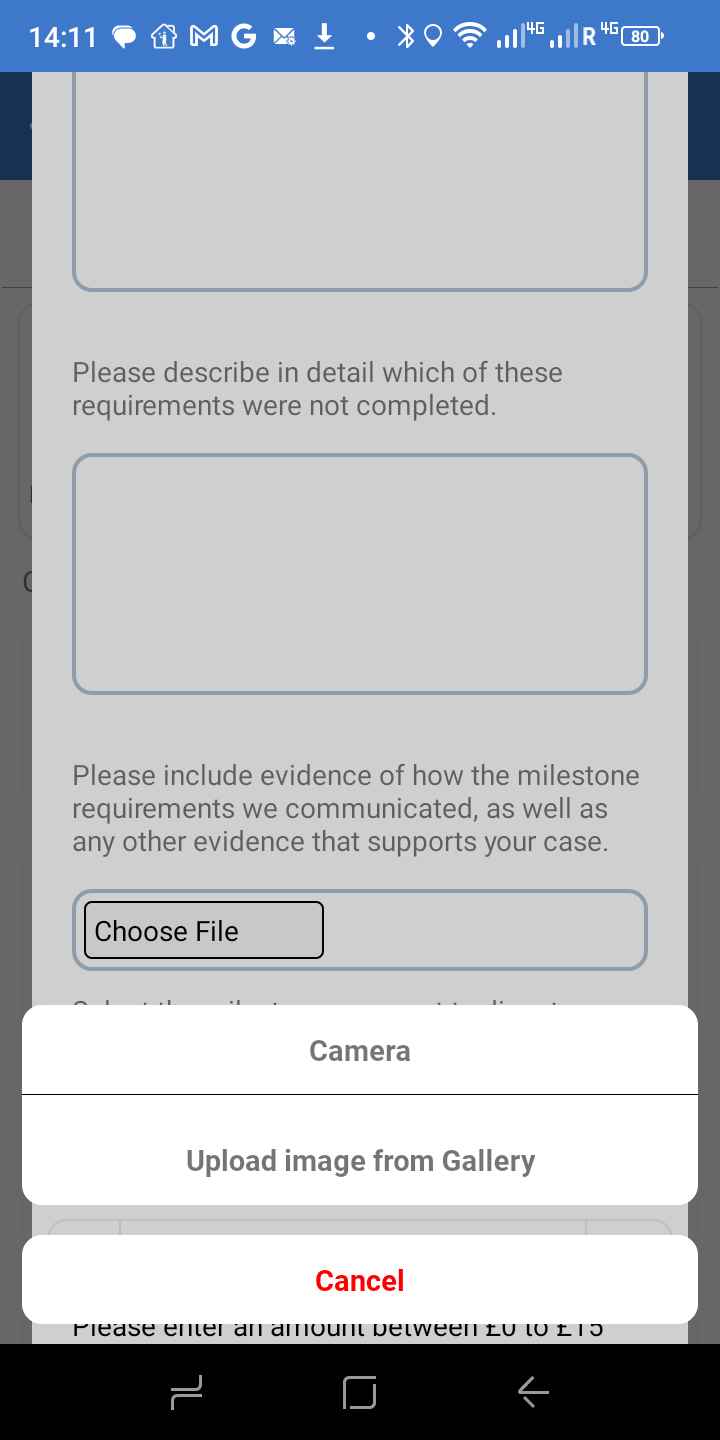 14:11
4G R 4G 80
Please describe in detail which of these
requirements were not completed.
Please include evidence of how the milestone
requirements we communicated, as well as
any other evidence that supports your case.
Choose File
Camera
Upload image from Gallery
Cancel
Please enter an amount between £0 to £15